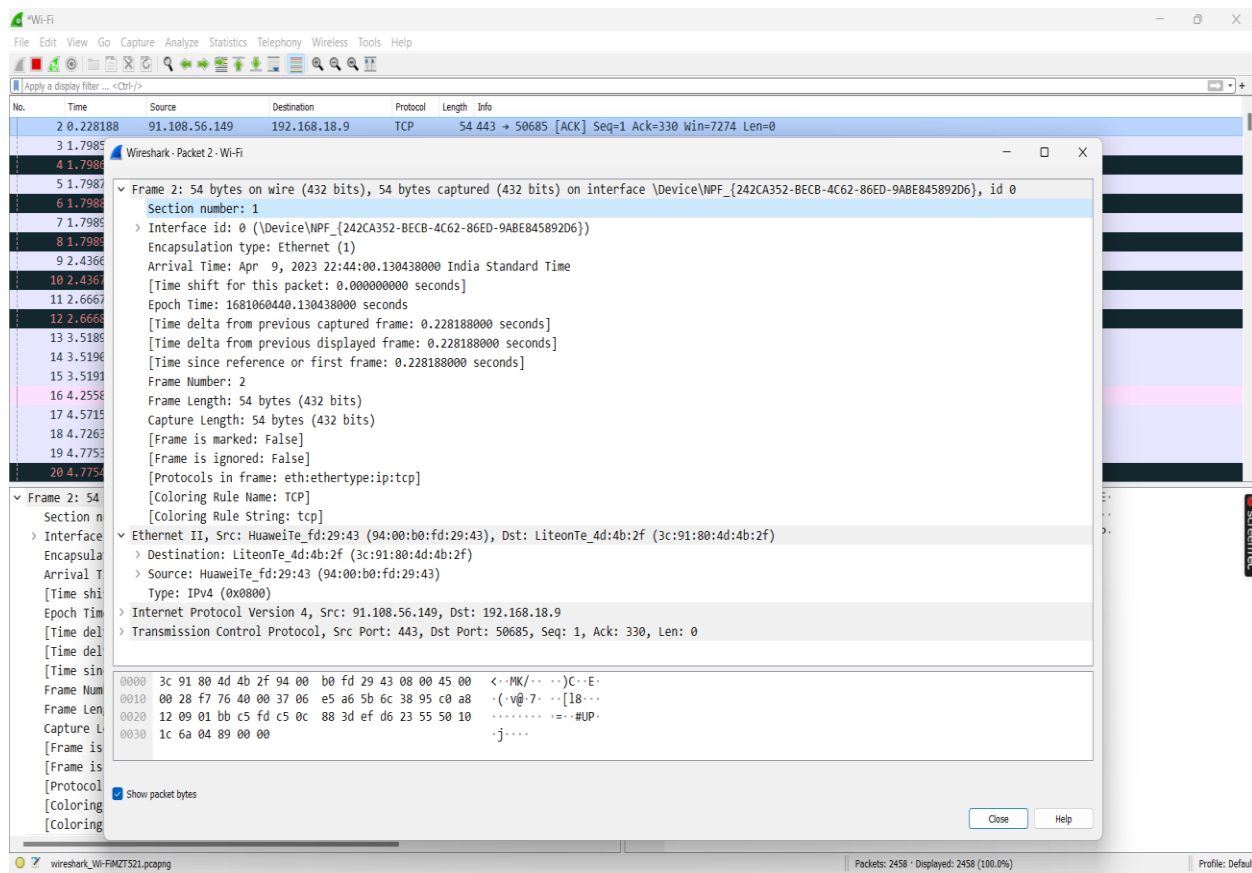 *Wi-Fi
File Edit View Go Capture Analyze Statistics Telephony Wireless Tools Help
Apply a display filter ... <Ctrl-/>
No. Time Source Destination Protocol Length Info
2 0.228188 91.108.56.149 192.168.18.9 TCP 54 443 → 50685 [ACK] Seq=1 Ack=330 Win=7274 Len=0
3 1.7985
4 1.7986
5 1.7987
6 1.7988
7 1.7989
8 1.7989
9 2.4366
10 2.4367
11 2.6667
12 2.6668
13 3.5189
14 3.5190
15 3.5191
16 4.2558
17 4.5715
18 4.7263
19 4.7753
20 4.7754
Wireshark · Packet 2 · Wi-Fi
Frame 2: 54 bytes on wire (432 bits), 54 bytes captured (432 bits) on interface \Device\NPF_{242CA352-BECB-4C62-86ED-9ABE845892D6}, id 0
Section number: 1
Interface id: 0 (\Device\NPF_{242CA352-BECB-4C62-86ED-9ABE845892D6})
Encapsulation type: Ethernet (1)
Arrival Time: Apr  9, 2023 22:44:00.130438000 India Standard Time
[Time shift for this packet: 0.000000000 seconds]
Epoch Time: 1681060440.130438000 seconds
[Time delta from previous captured frame: 0.228188000 seconds]
[Time delta from previous displayed frame: 0.228188000 seconds]
[Time since reference or first frame: 0.228188000 seconds]
Frame Number: 2
Frame Length: 54 bytes (432 bits)
Capture Length: 54 bytes (432 bits)
[Frame is marked: False]
[Frame is ignored: False]
[Protocols in frame: eth:ethertype:ip:tcp]
[Coloring Rule Name: TCP]
[Coloring Rule String: tcp]
Ethernet II, Src: HuaweiTe_fd:29:43 (94:00:b0:fd:29:43), Dst: LiteonTe_4d:4b:2f (3c:91:80:4d:4b:2f)
Destination: LiteonTe_4d:4b:2f (3c:91:80:4d:4b:2f)
Source: HuaweiTe_fd:29:43 (94:00:b0:fd:29:43)
Type: IPv4 (0x0800)
Internet Protocol Version 4, Src: 91.108.56.149, Dst: 192.168.18.9
Transmission Control Protocol, Src Port: 443, Dst Port: 50685, Seq: 1, Ack: 330, Len: 0
0000 3c 91 80 4d 4b 2f 94 00 b0 fd 29 43 08 00 45 00 <··MK/·· ··)C··E·
0010 00 28 f7 76 40 00 37 06 e5 a6 5b 6c 38 95 c0 a8 ·(·v@·7· ··[l8···
0020 12 09 01 bb c5 fd c5 0c 88 3d ef d6 23 55 50 10 ········ ·=··#UP·
0030 1c 6a 04 89 00 00 ·j····
Show packet bytes
Close Help
Frame 2: 54
Section n
Interface
Encapsula
Arrival T
[Time shi
Epoch Tim
[Time del
[Time del
[Time sin
Frame Num
Frame Len
Capture L
[Frame is
[Frame is
[Protocol
[Coloring
[Coloring
wireshark_Wi-FiMZT521.pcapng
Packets: 2458 · Displayed: 2458 (100.0%)
Profile: Defaul